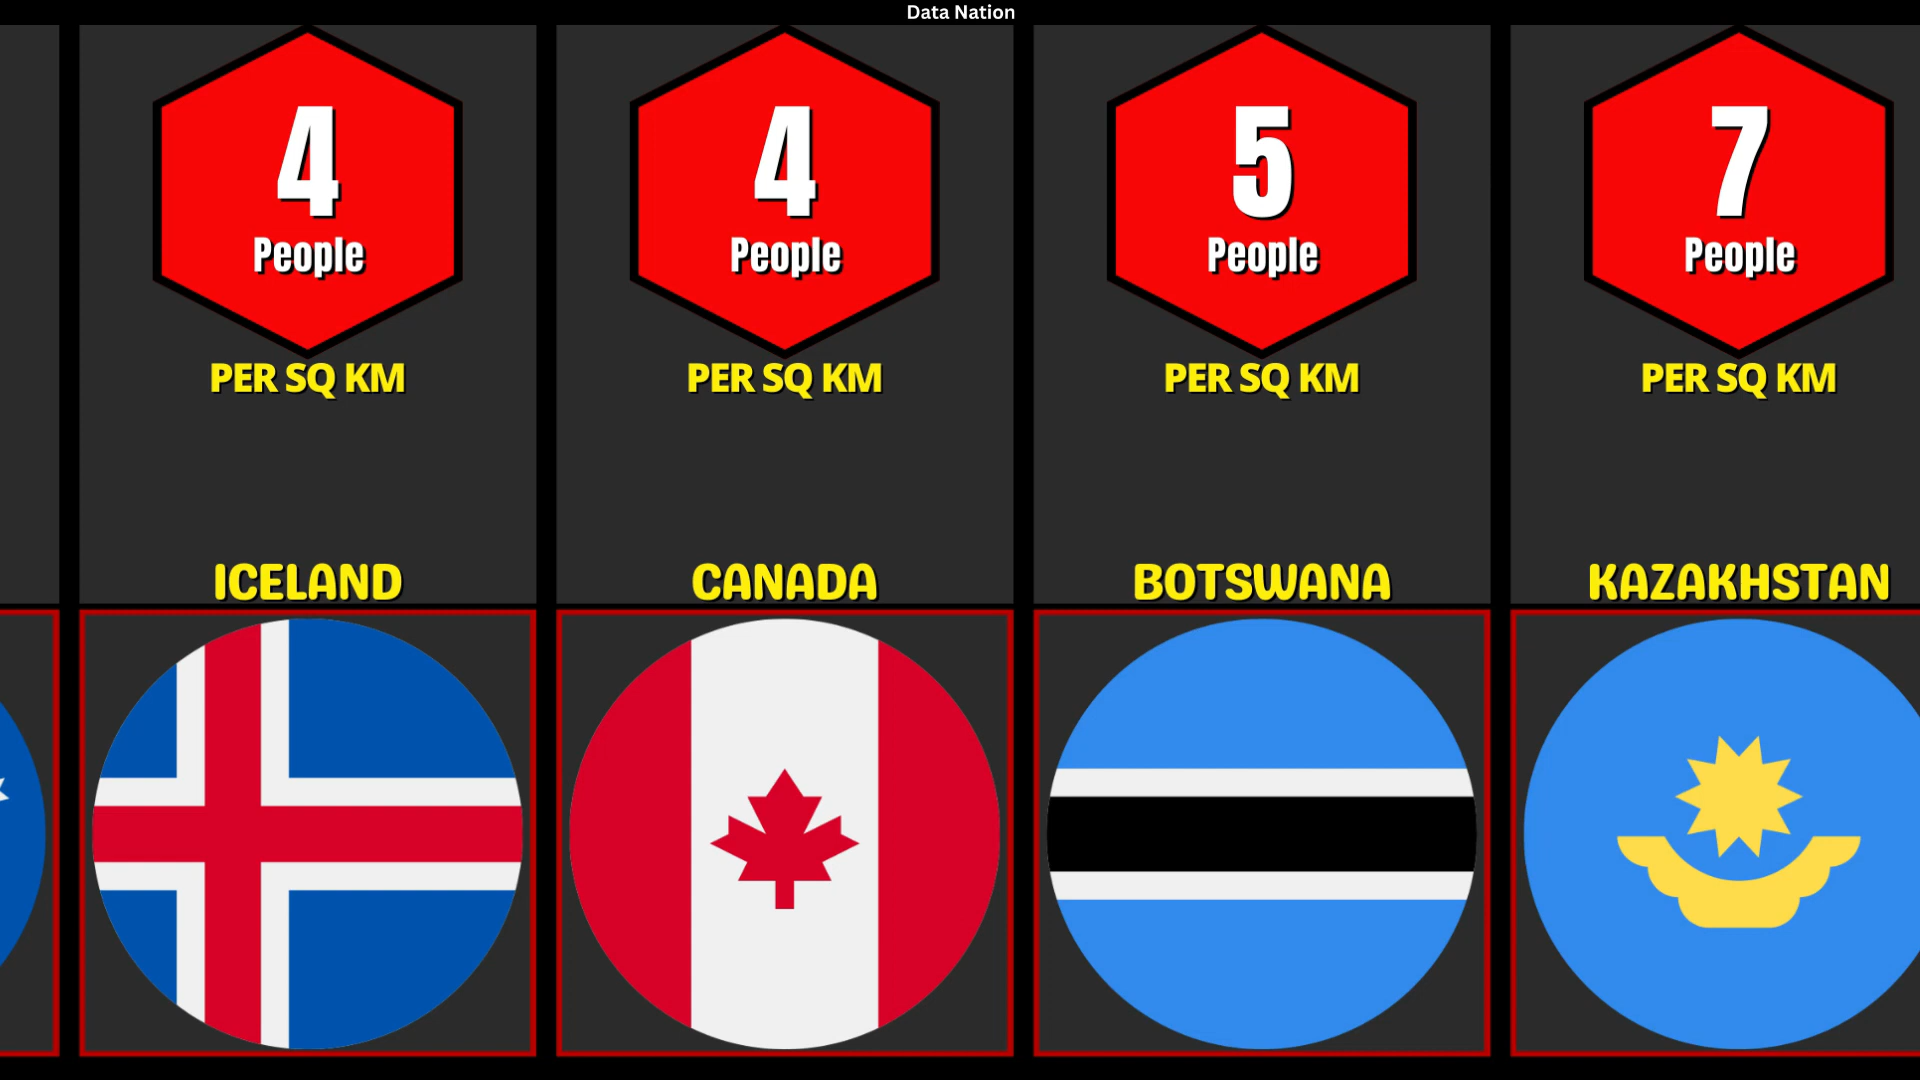 Data Nation
4
People
PER SQ KM
ICELAND
4
People
PER SQ KM
CANADA
5
People
PER SQ KM
BOTSWANA
7
People
PER SQ KM
KAZAKHSTAN